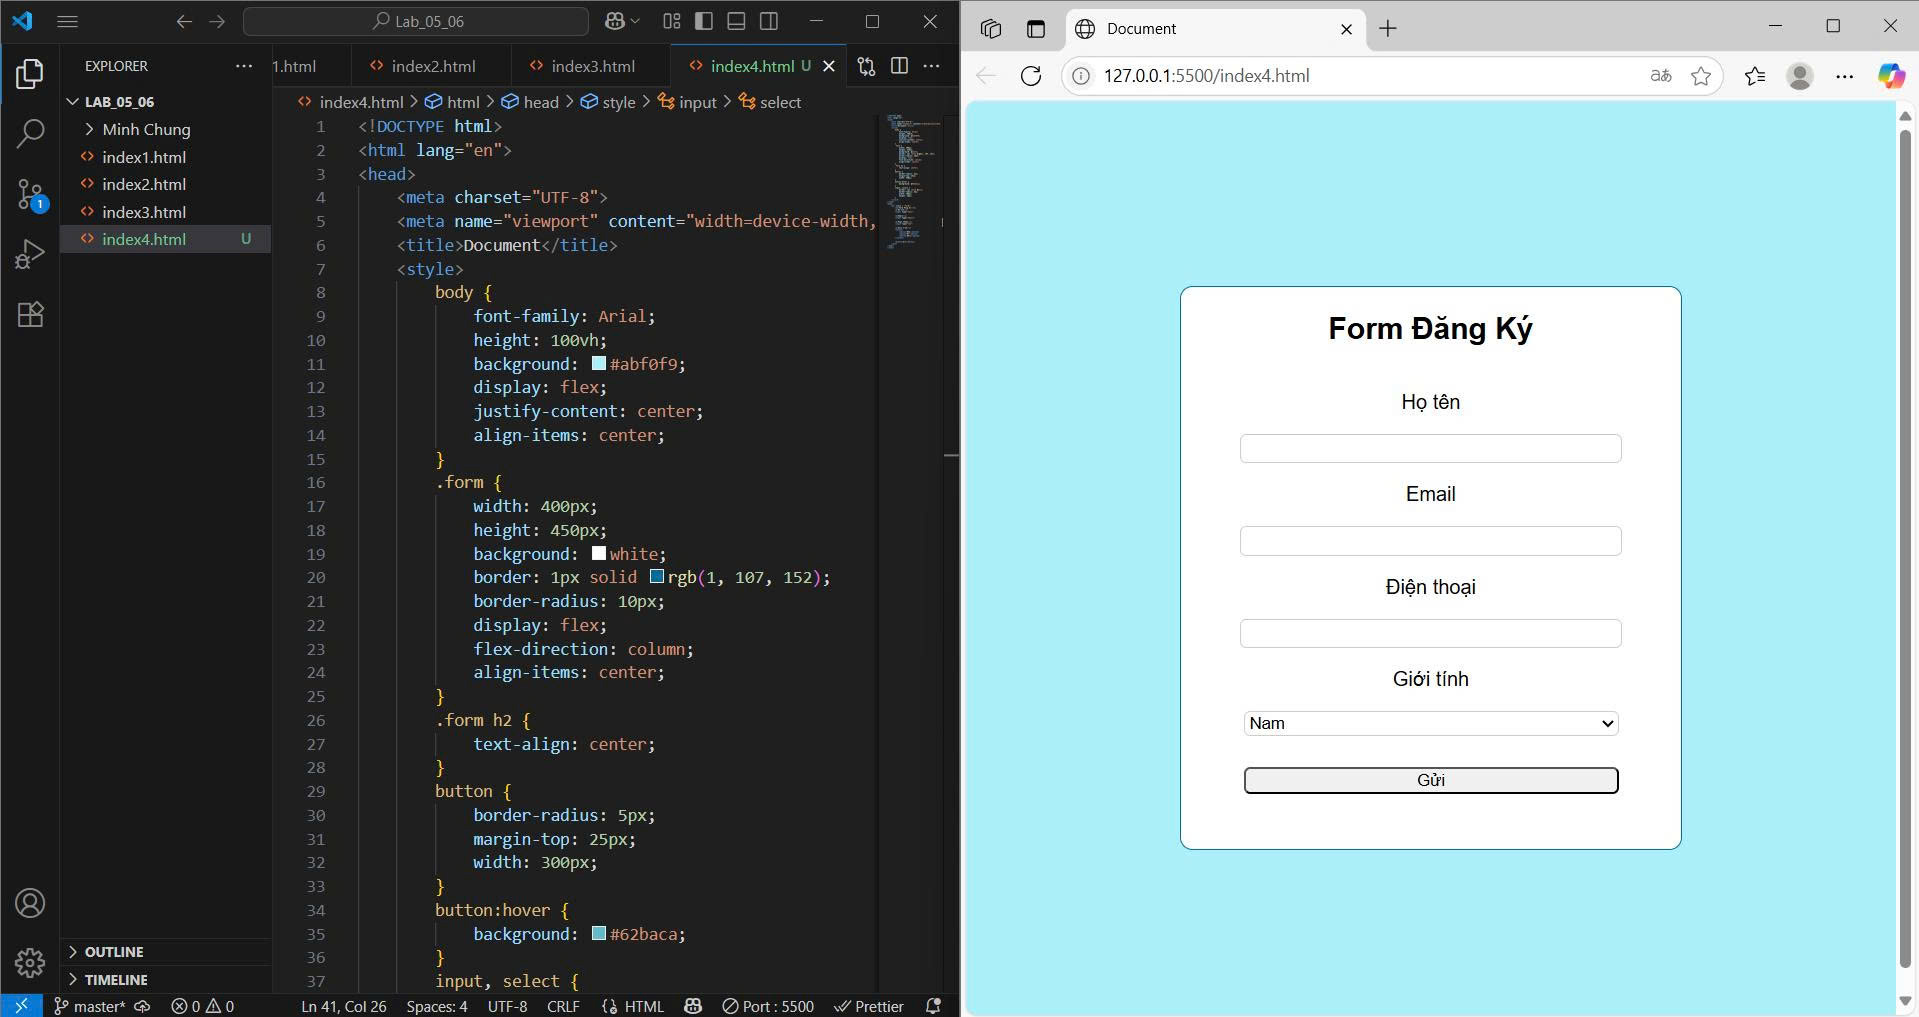 Lab_05_06
EXPLORER
1.html
index2.html
index3.html
index4.html U
LAB_05_06
Minh Chung
index1.html
index2.html
index3.html
index4.html U
1
index4.html > html > head > style > input > select
1 <!DOCTYPE html>
2 <html lang="en">
3 <head>
4 <meta charset="UTF-8">
5 <meta name="viewport" content="width=device-width,
6 <title>Document</title>
7 <style>
8 body {
9 font-family: Arial;
10 height: 100vh;
11 background: #abf0f9;
12 display: flex;
13 justify-content: center;
14 align-items: center;
15 }
16 .form {
17 width: 400px;
18 height: 450px;
19 background: white;
20 border: 1px solid rgb(1, 107, 152);
21 border-radius: 10px;
22 display: flex;
23 flex-direction: column;
24 align-items: center;
25 }
26 .form h2 {
27 text-align: center;
28 }
29 button {
30 border-radius: 5px;
31 margin-top: 25px;
32 width: 300px;
33 }
34 button:hover {
35 background: #62baca;
36 }
37 input, select {
OUTLINE
TIMELINE
master* 0 0 Ln 41, Col 26 Spaces: 4 UTF-8 CRLF {} HTML Port : 5500 Prettier
Document
127.0.0.1:5500/index4.html
Form Đăng Ký
Họ tên
Email
Điện thoại
Giới tính
Nam
Gửi